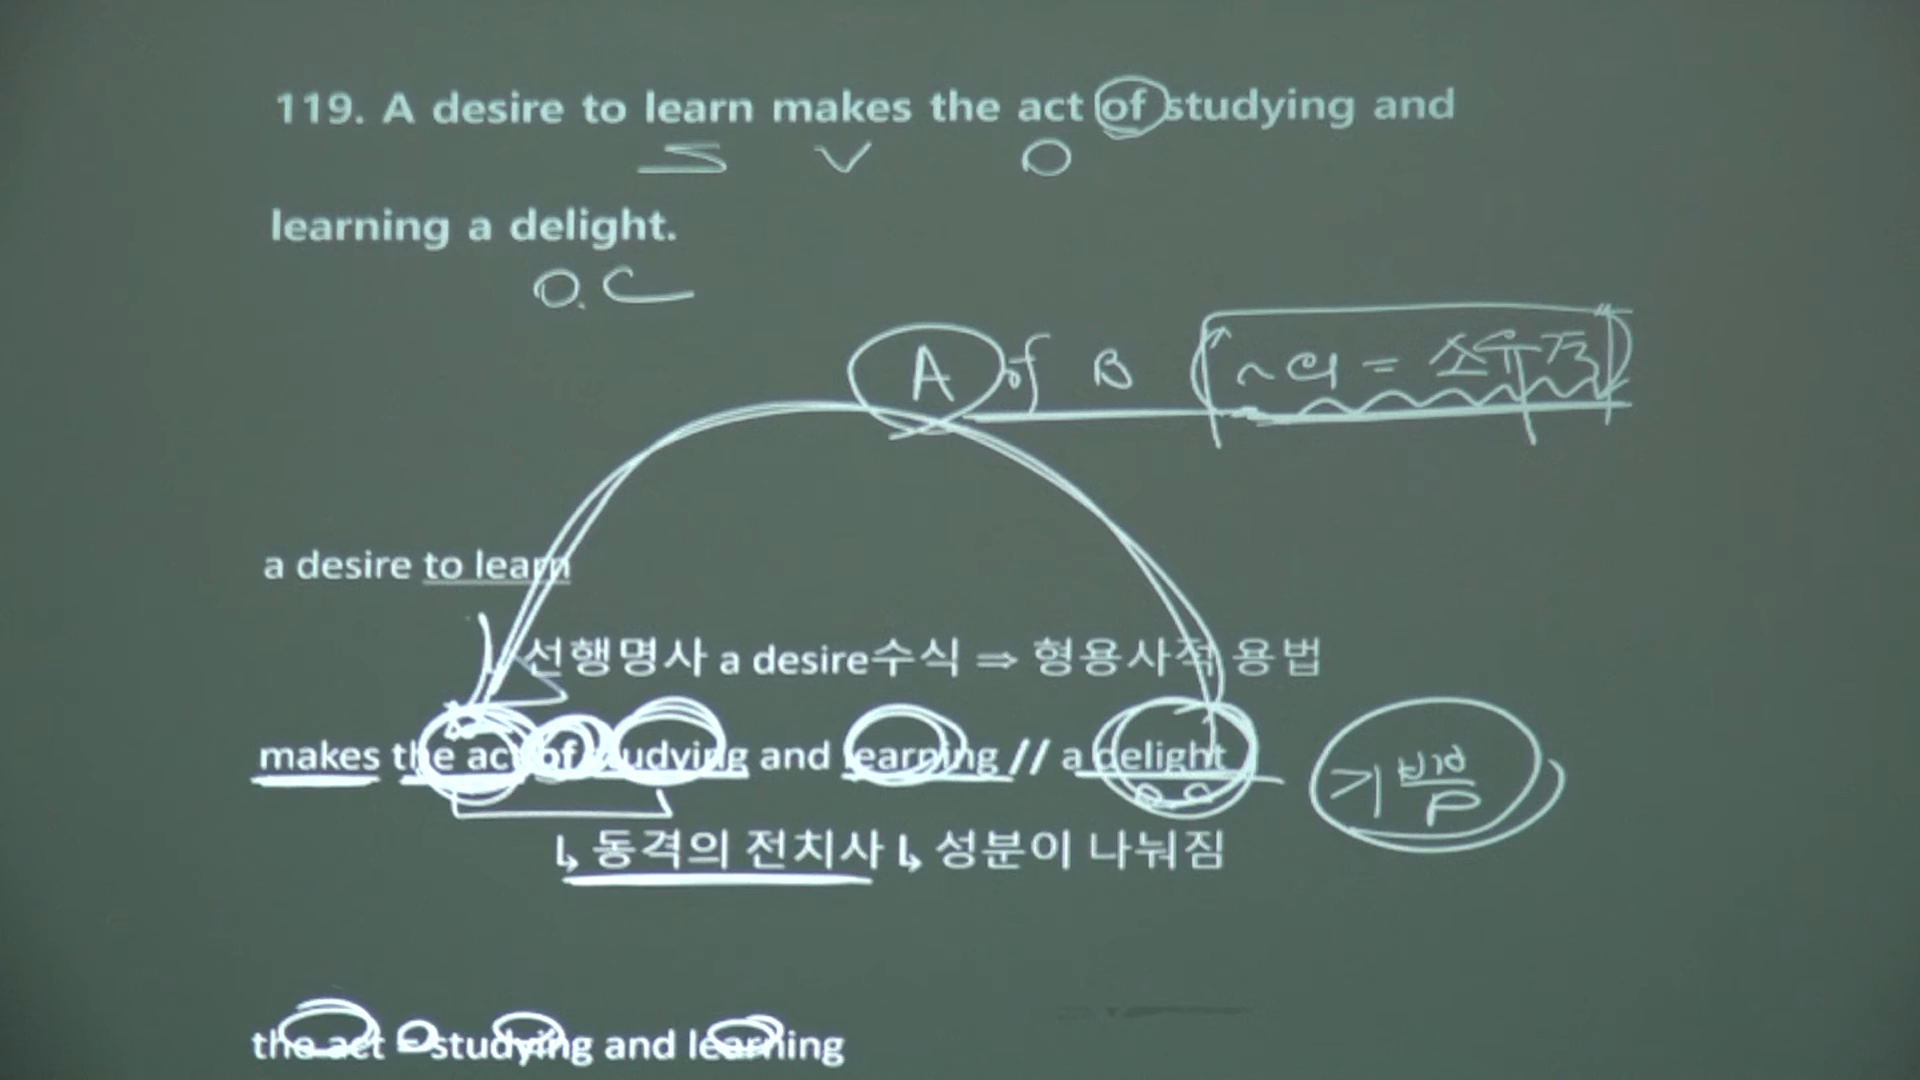 119. A desire to learn makes the act of studying and
S V O
learning a delight.
O.C
A of B (~의 = 소유격)
a desire to learn
선행명사 a desire수식 ⇒ 형용사적 용법
makes the act of studying and learning // a delight 기쁨
↳ 동격의 전치사 ↳ 성분이 나눠짐
the act = studying and learning